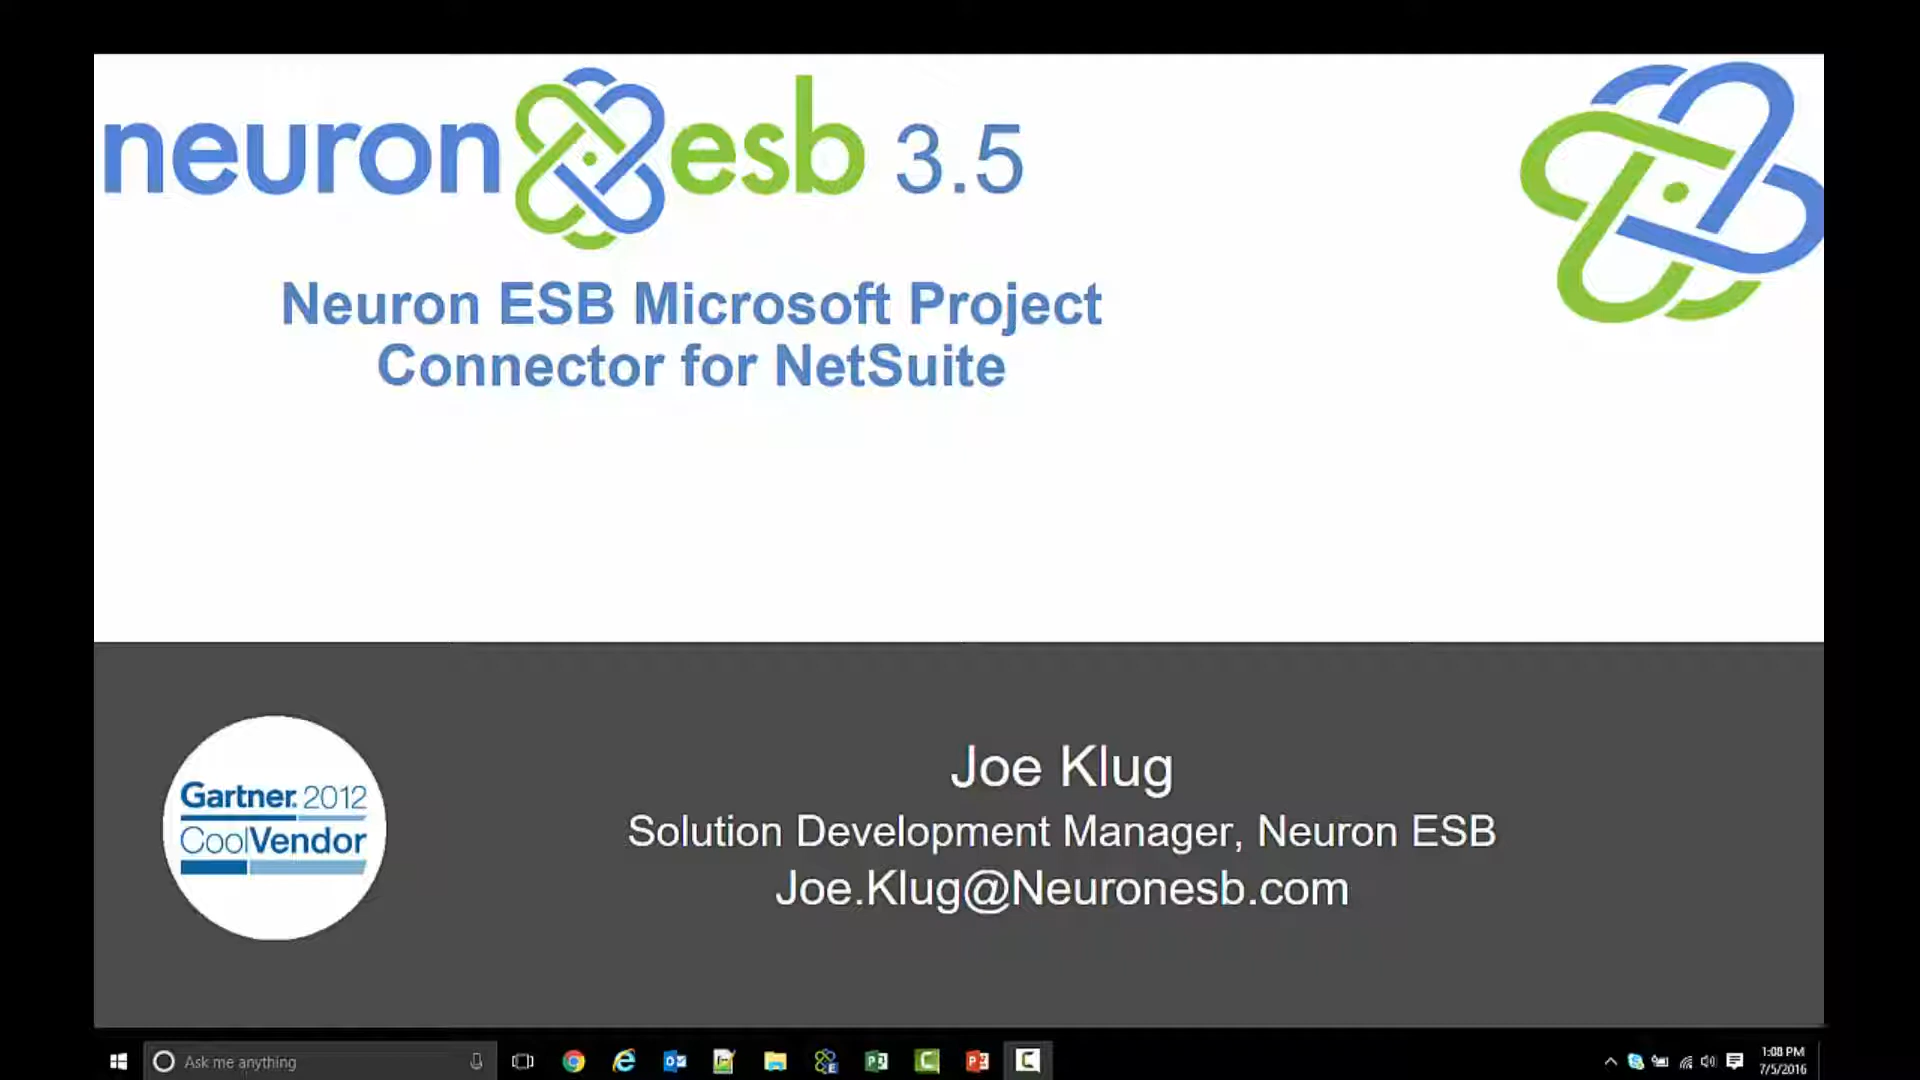 neuron esb 3.5
Neuron ESB Microsoft Project
Connector for NetSuite
Gartner. 2012
CoolVendor
Joe Klug
Solution Development Manager, Neuron ESB
Joe.Klug@Neuronesb.com
Ask me anything
1:08 PM
7/5/2016